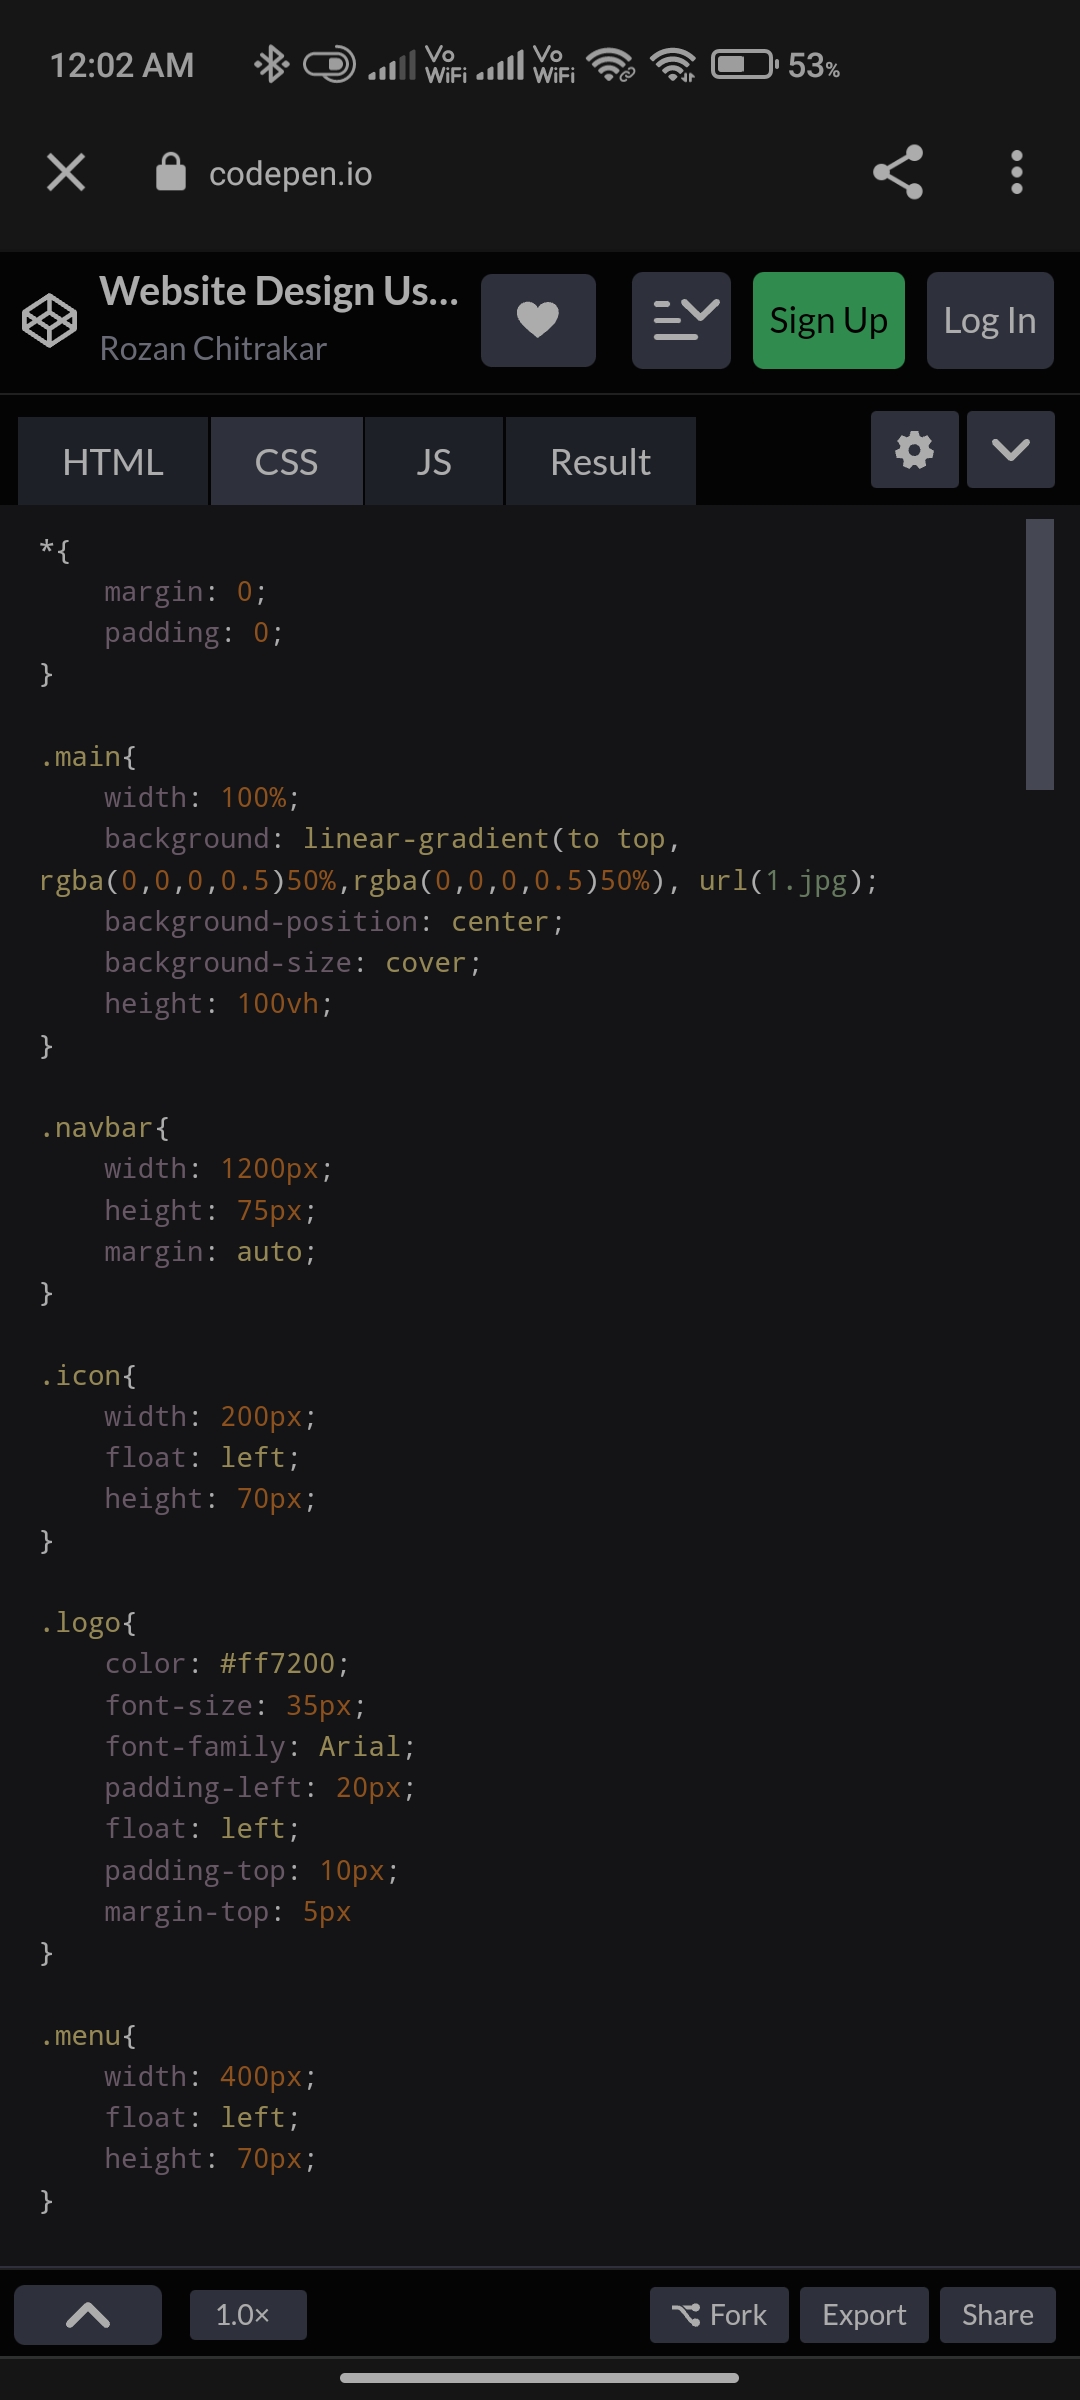 12:02 AM Vo WiFi Vo WiFi 53%
codepen.io
Website Design Us...
Rozan Chitrakar
Sign Up
Log In
HTML CSS JS Result
*{
    margin: 0;
    padding: 0;
}
.main{
    width: 100%;
    background: linear-gradient(to top,
rgba(0,0,0,0.5)50%,rgba(0,0,0,0.5)50%), url(1.jpg);
    background-position: center;
    background-size: cover;
    height: 100vh;
}
.navbar{
    width: 1200px;
    height: 75px;
    margin: auto;
}
.icon{
    width: 200px;
    float: left;
    height: 70px;
}
.logo{
    color: #ff7200;
    font-size: 35px;
    font-family: Arial;
    padding-left: 20px;
    float: left;
    padding-top: 10px;
    margin-top: 5px
}
.menu{
    width: 400px;
    float: left;
    height: 70px;
}
1.0× Fork Export Share